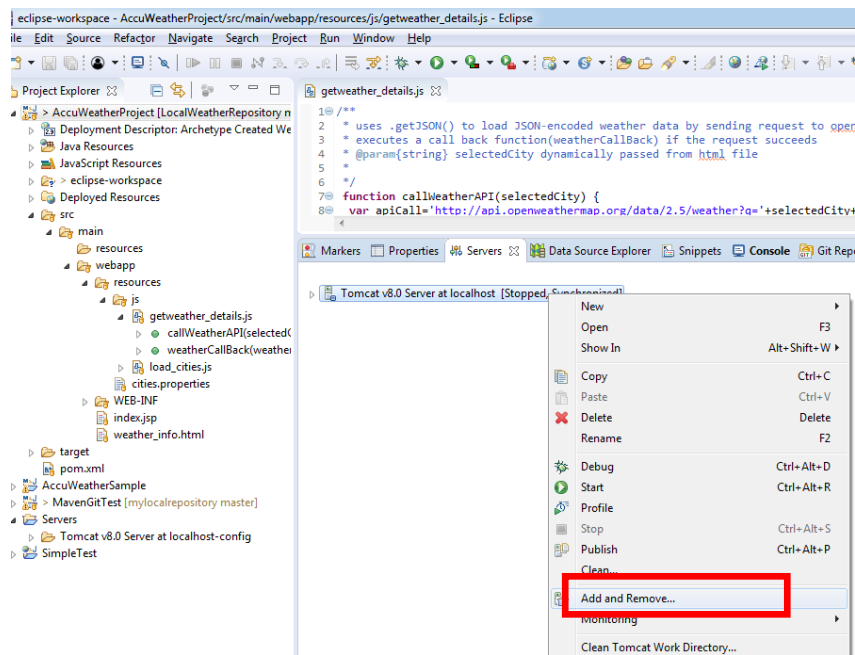 eclipse-workspace - AccuWeatherProject/src/main/webapp/resources/js/getweather_details.js - Eclipse
ile Edit Source Refactor Navigate Search Project Run Window Help
Project Explorer
> AccuWeatherProject [LocalWeatherRepository m
Deployment Descriptor: Archetype Created We
Java Resources
JavaScript Resources
> eclipse-workspace
Deployed Resources
src
main
resources
webapp
resources
js
getweather_details.js
callWeatherAPI(selectedC
weatherCallBack(weather
load_cities.js
cities.properties
WEB-INF
index.jsp
weather_info.html
target
pom.xml
AccuWeatherSample
> MavenGitTest [mylocalrepository master]
Servers
Tomcat v8.0 Server at localhost-config
SimpleTest
getweather_details.js
1 /**
2 * uses .getJSON() to load JSON-encoded weather data by sending request to open
3 * executes a call back function(weatherCallBack) if the request succeeds
4 * @param{string} selectedCity dynamically passed from html file
5 *
6 */
7 function callWeatherAPI(selectedCity) {
8 var apiCall='http://api.openweathermap.org/data/2.5/weather?q='+selectedCity+
Markers Properties Servers Data Source Explorer Snippets Console Git Repo
Tomcat v8.0 Server at localhost [Stopped, Synchronized]
New
Open F3
Show In Alt+Shift+W
Copy Ctrl+C
Paste Ctrl+V
Delete Delete
Rename F2
Debug Ctrl+Alt+D
Start Ctrl+Alt+R
Profile
Stop Ctrl+Alt+S
Publish Ctrl+Alt+P
Clean...
Add and Remove...
Monitoring
Clean Tomcat Work Directory...